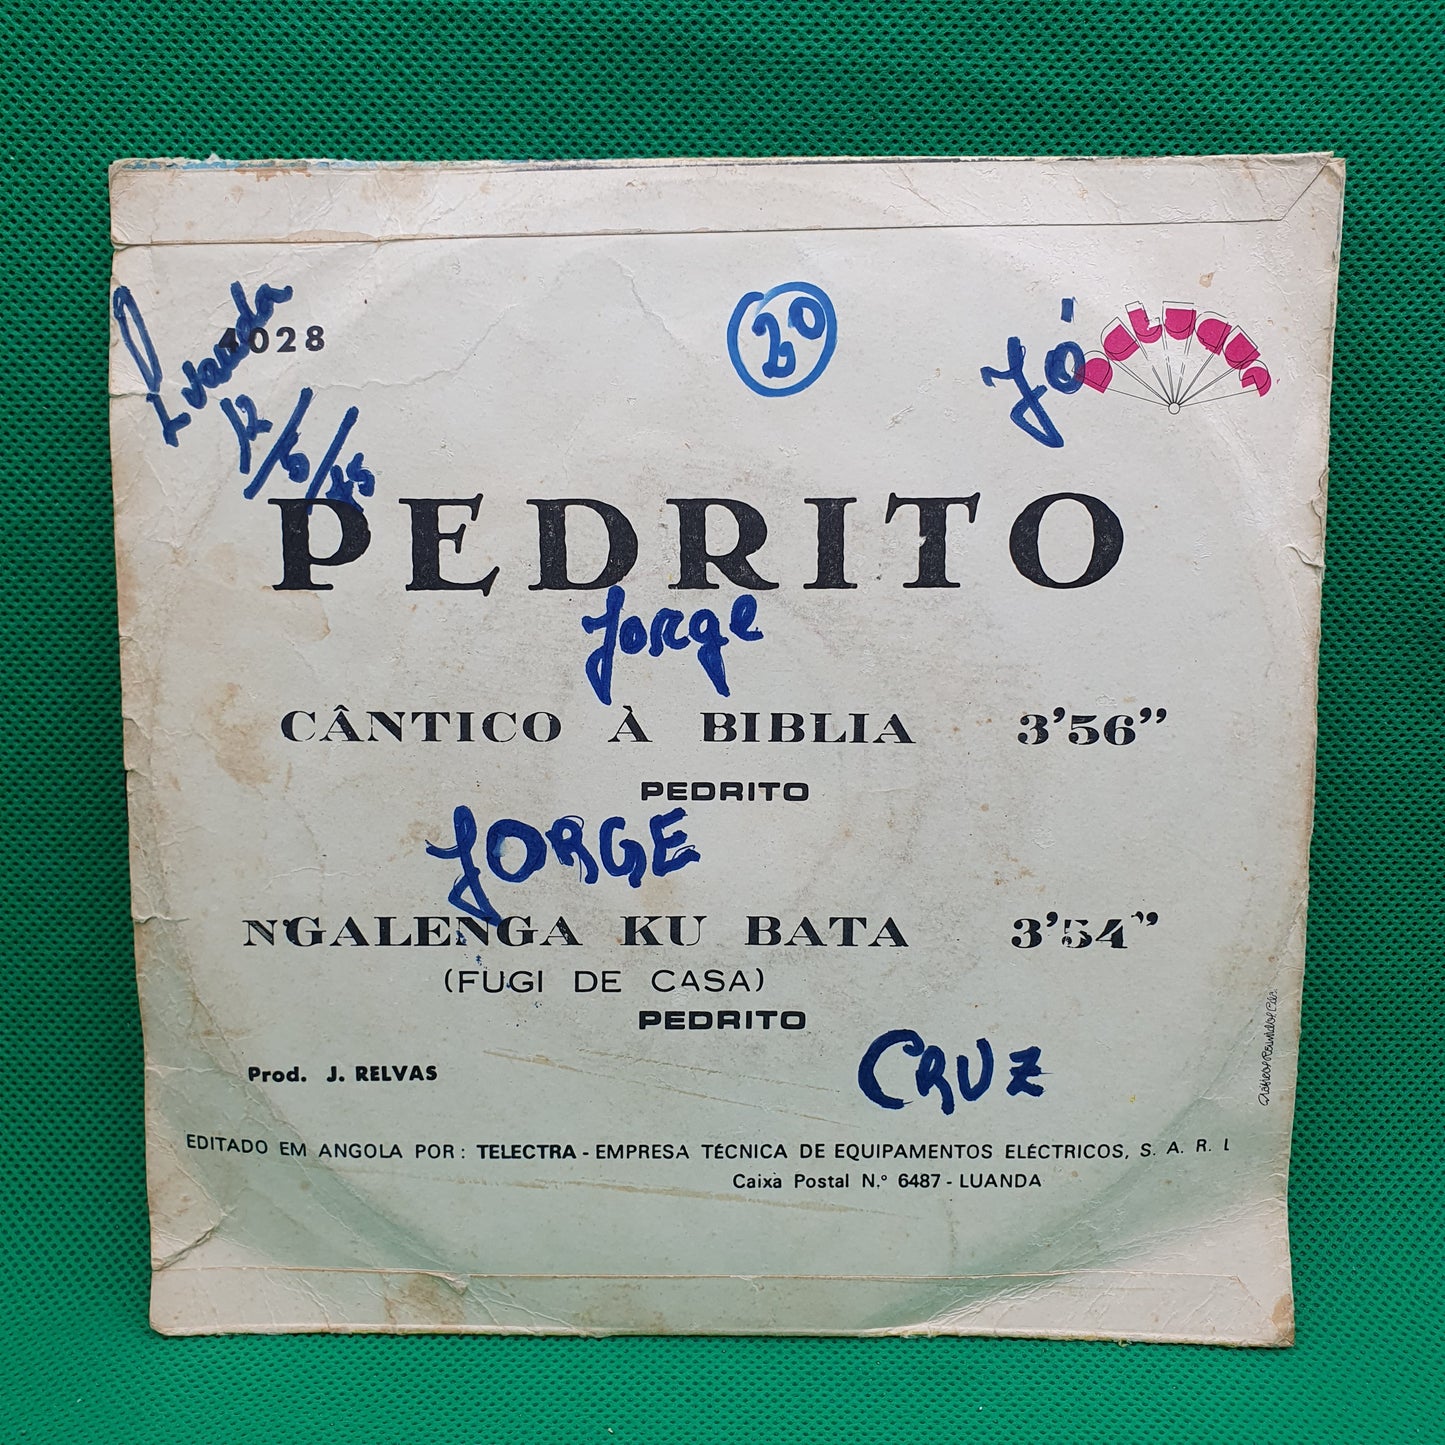 Luanda
4028
12/5/85
20
Jó
PEDRITO
Jorge
CÂNTICO À BIBLIA 3'56"
PEDRITO
JORGE
N'GALENGA KU BATA 3'54"
(FUGI DE CASA)
PEDRITO
CRUZ
Prod. J. RELVAS
EDITADO EM ANGOLA POR: TELECTRA - EMPRESA TÉCNICA DE EQUIPAMENTOS ELÉCTRICOS, S. A. R. L
Caixa Postal N.º 6487 - LUANDA